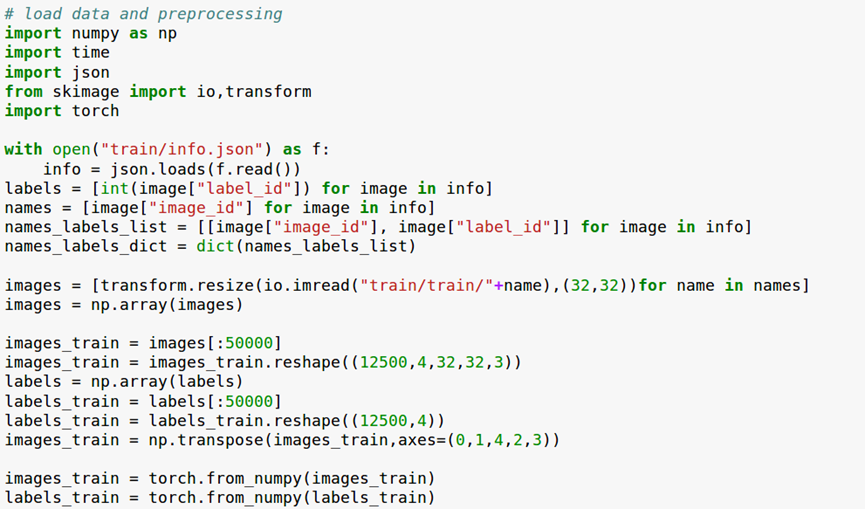 # load data and preprocessing
import numpy as np
import time
import json
from skimage import io,transform
import torch

with open("train/info.json") as f:
    info = json.loads(f.read())
labels = [int(image["label_id"]) for image in info]
names = [image["image_id"] for image in info]
names_labels_list = [[image["image_id"], image["label_id"]] for image in info]
names_labels_dict = dict(names_labels_list)

images = [transform.resize(io.imread("train/train/"+name),(32,32))for name in names]
images = np.array(images)

images_train = images[:50000]
images_train = images_train.reshape((12500,4,32,32,3))
labels = np.array(labels)
labels_train = labels[:50000]
labels_train = labels_train.reshape((12500,4))
images_train = np.transpose(images_train,axes=(0,1,4,2,3))

images_train = torch.from_numpy(images_train)
labels_train = torch.from_numpy(labels_train)